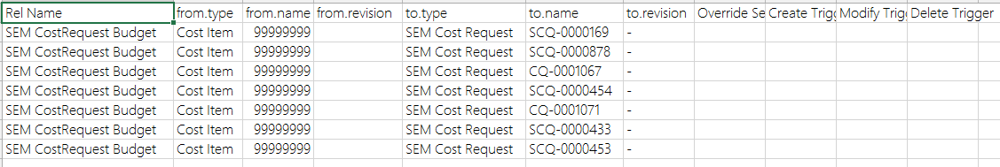 Rel Name from.type from.name from.revision to.type to.name to.revision Override Se Create Trigg Modify Trig Delete Trigger
SEM CostRequest Budget Cost Item 99999999 SEM Cost Request SCQ-0000169 -
SEM CostRequest Budget Cost Item 99999999 SEM Cost Request SCQ-0000878 -
SEM CostRequest Budget Cost Item 99999999 SEM Cost Request CQ-0001067 -
SEM CostRequest Budget Cost Item 99999999 SEM Cost Request SCQ-0000454 -
SEM CostRequest Budget Cost Item 99999999 SEM Cost Request CQ-0001071 -
SEM CostRequest Budget Cost Item 99999999 SEM Cost Request SCQ-0000433 -
SEM CostRequest Budget Cost Item 99999999 SEM Cost Request SCQ-0000453 -